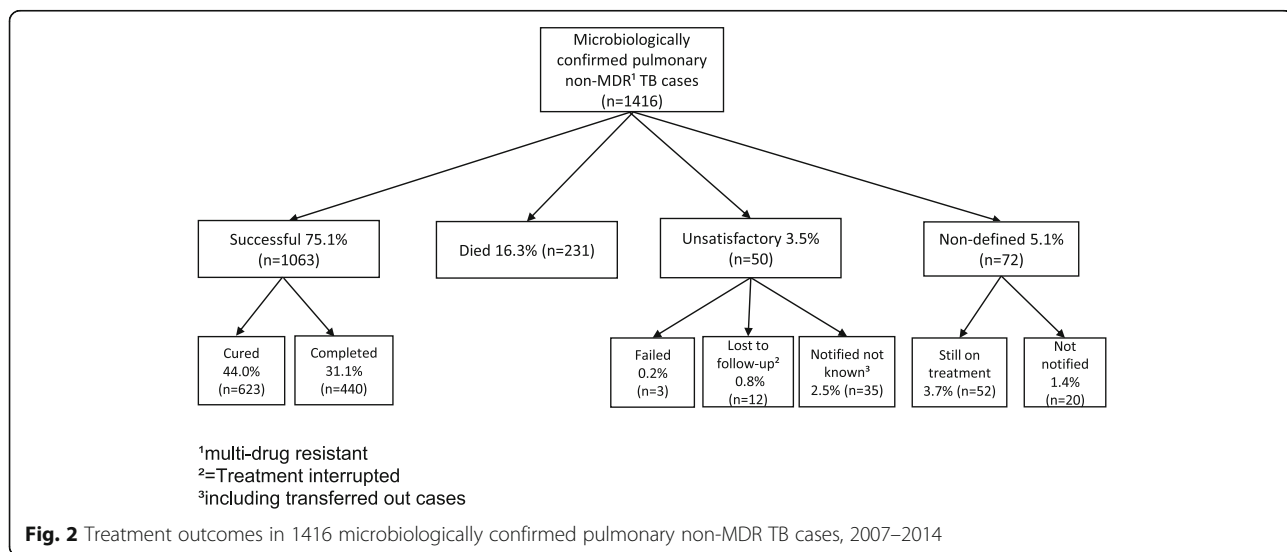 Microbiologically
confirmed pulmonary
non-MDR¹ TB cases
(n=1416)
Successful 75.1%
(n=1063)
Died 16.3% (n=231)
Unsatisfactory 3.5%
(n=50)
Non-defined 5.1%
(n=72)
Cured
44.0%
(n=623)
Completed
31.1%
(n=440)
Failed
0.2%
(n=3)
Lost to
follow-up²
0.8%
(n=12)
Notified not
known³
2.5% (n=35)
Still on
treatment
3.7% (n=52)
Not
notified
1.4%
(n=20)
¹multi-drug resistant
²=Treatment interrupted
³including transferred out cases
Fig. 2 Treatment outcomes in 1416 microbiologically confirmed pulmonary non-MDR TB cases, 2007–2014